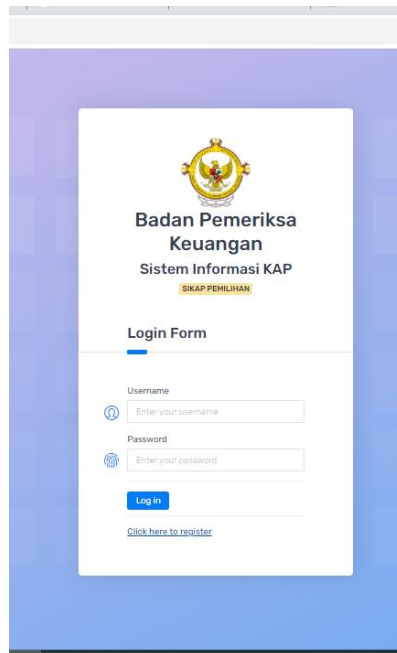 Badan Pemeriksa
Keuangan
Sistem Informasi KAP
SIKAP PEMILIHAN
Login Form
Username
Enter your username
Password
Enter your password
Log in
Click here to register